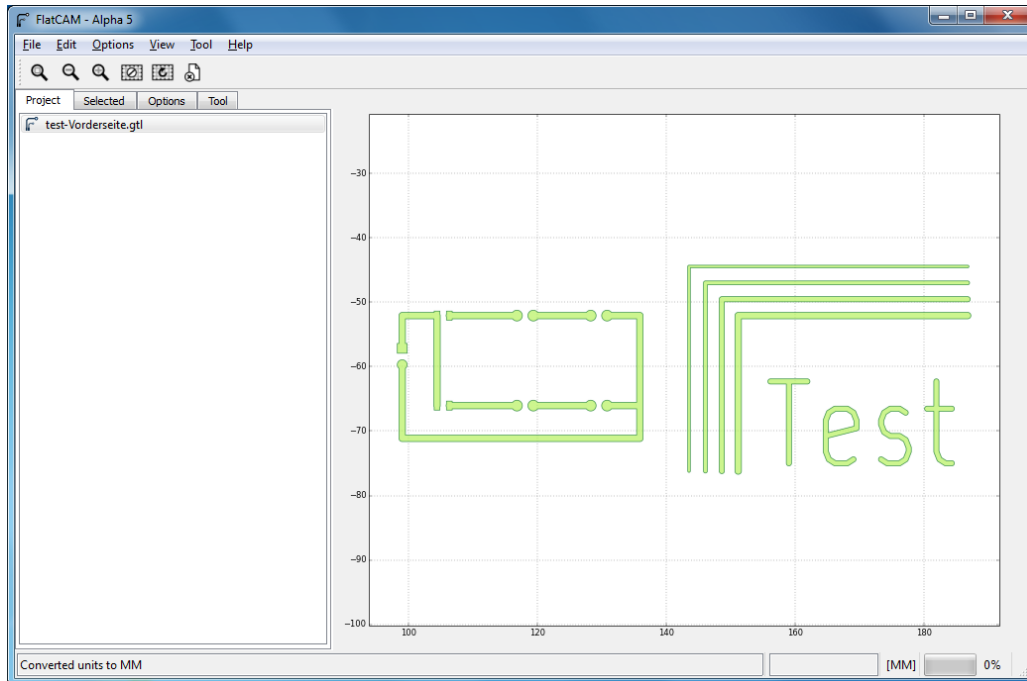 FlatCAM - Alpha 5
File Edit Options View Tool Help
Project Selected Options Tool
test-Vorderseite.gtl
−30
−40
−50
−60
−70
−80
−90
−100
100 120 140 160 180
Test
Converted units to MM [MM] 0%